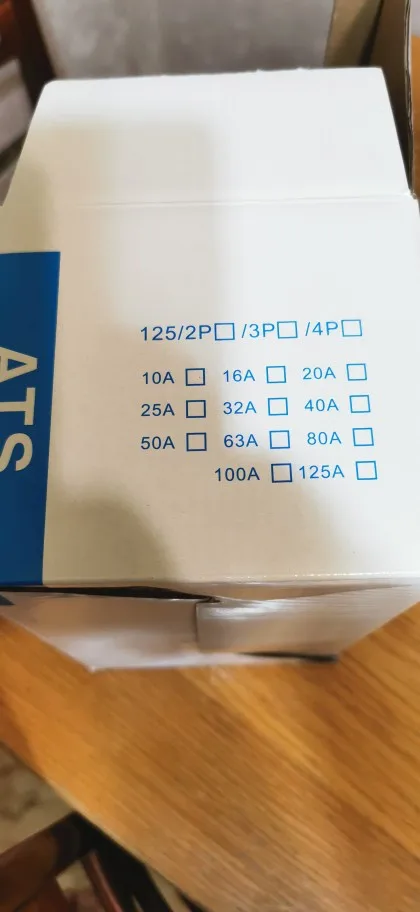 125/2P□ /3P□ /4P□
10A □ 16A □ 20A □
25A □ 32A □ 40A □
50A □ 63A □ 80A □
100A □ 125A □
ATS